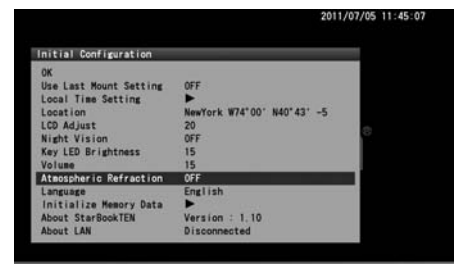 2011/07/05 11:45:07
Initial Configuration
OK
Use Last Mount Setting OFF
Local Time Setting ▶
Location NewYork W74°00' N40°43' -5
LCD Adjust 20
Night Vision OFF
Key LED Brightness 15
Volume 15
Atmospheric Refraction OFF
Language English
Initialize Memory Data ▶
About StarBookTEN Version : 1.10
About LAN Disconnected